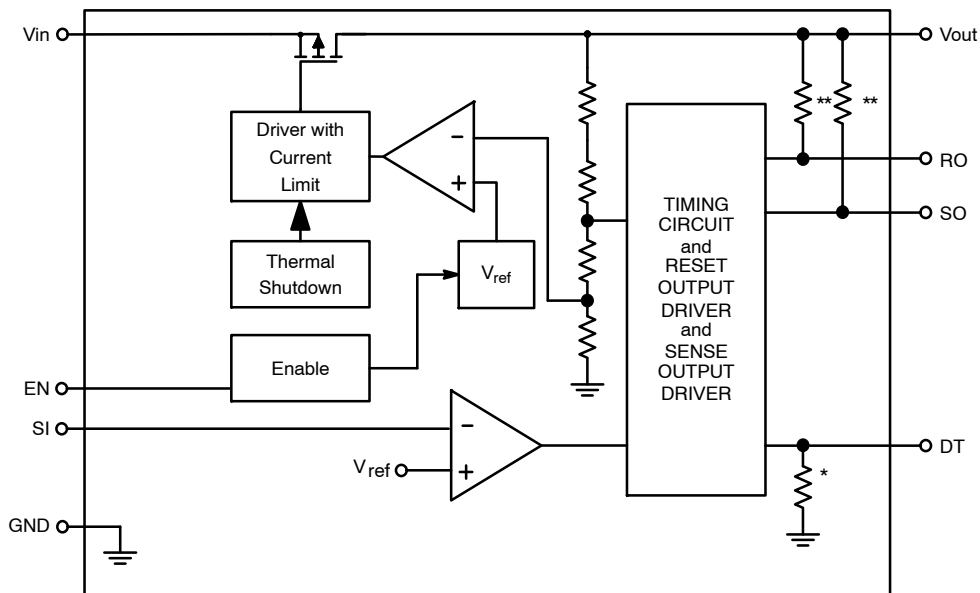 Vin
Vout
Driver with
Current
Limit
−
+
**
**
RO
SO
TIMING
CIRCUIT
and
RESET
OUTPUT
DRIVER
and
SENSE
OUTPUT
DRIVER
Thermal
Shutdown
Vref
Enable
EN
SI
−
+
Vref
DT
*
GND